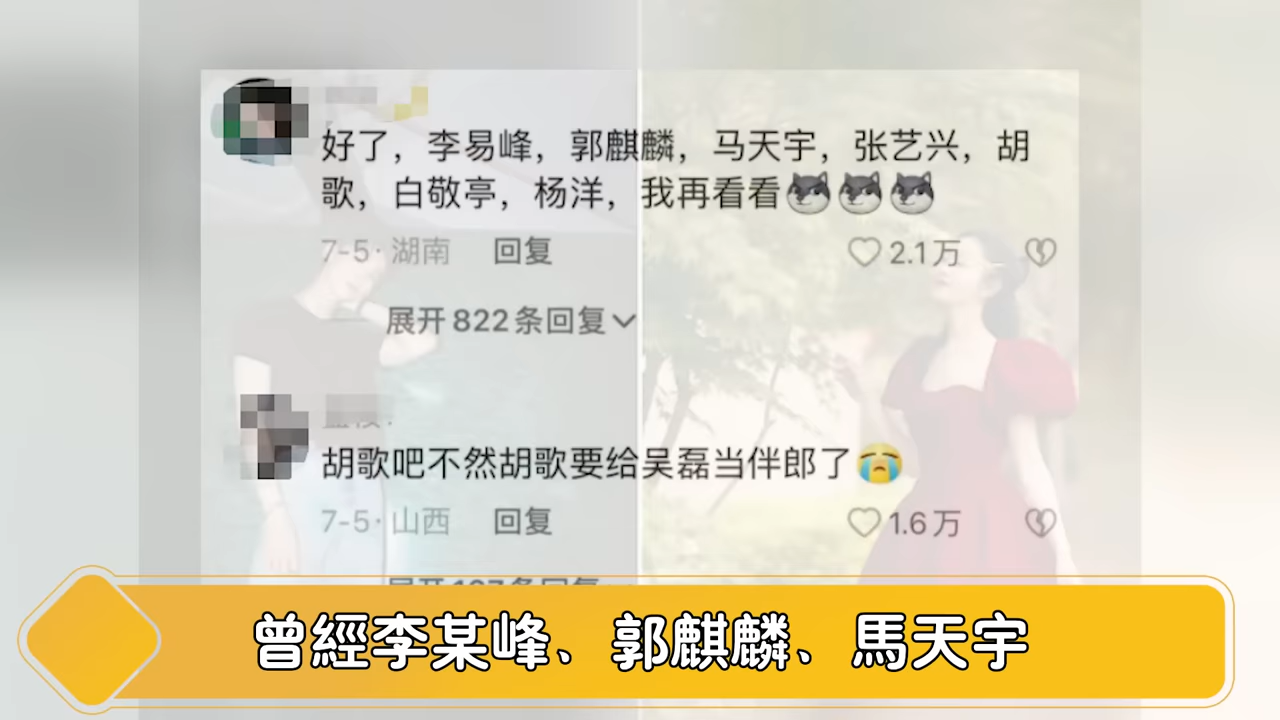 好了，李易峰，郭麒麟，马天宇，张艺兴，胡
歌，白敬亭，杨洋，我再看看
7-5· 湖南 回复 2.1万
展开822条回复
胡歌吧不然胡歌要给吴磊当伴郎了
7-5· 山西 回复 1.6万
曾經李某峰、郭麒麟、馬天宇